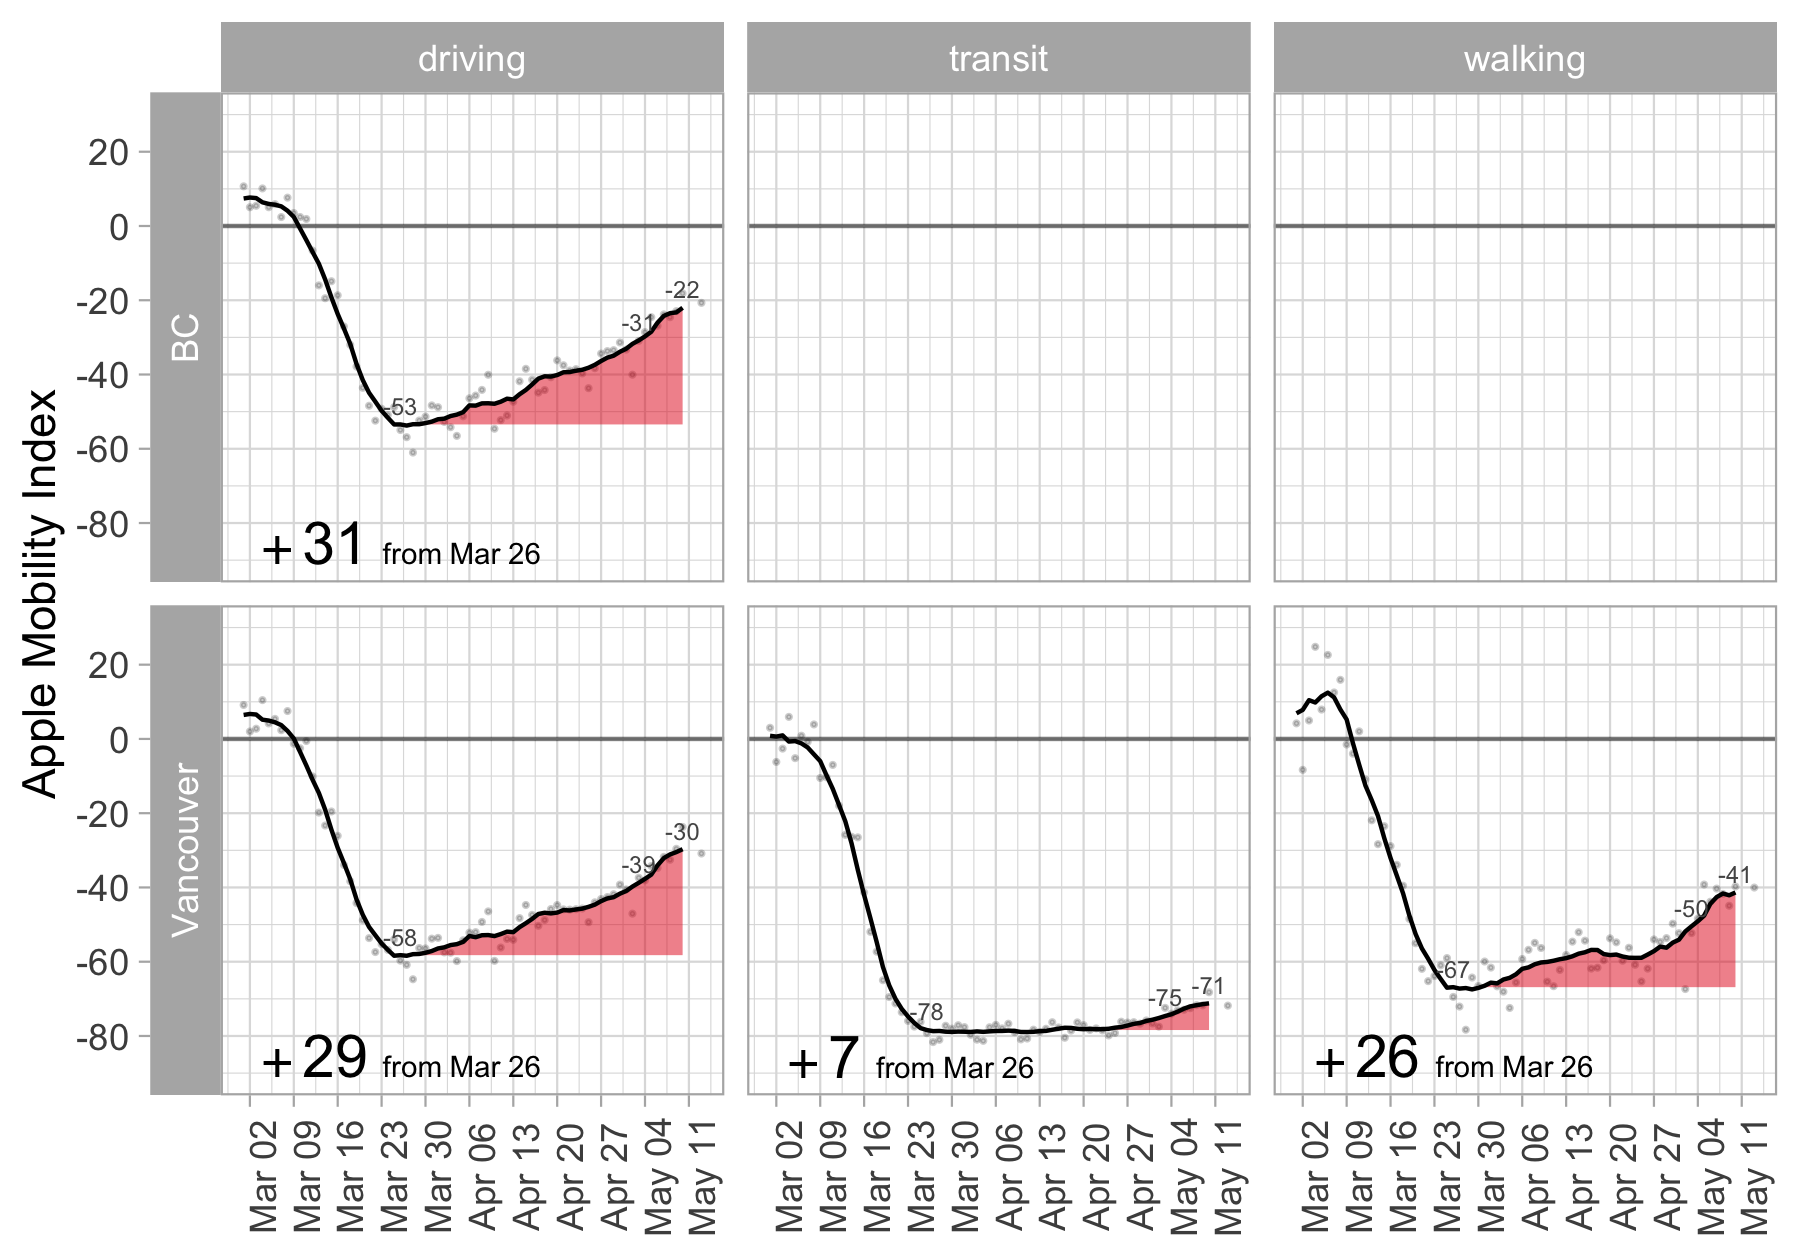 driving transit walking
Apple Mobility Index
BC
20
0
-20
-40
-60
-80
-53
-31
-22
+31 from Mar 26
Vancouver
20
0
-20
-40
-60
-80
-58
-39
-30
+29 from Mar 26
-78
-75
-71
+7 from Mar 26
-67
-50
-41
+26 from Mar 26
Mar 02 Mar 09 Mar 16 Mar 23 Mar 30 Apr 06 Apr 13 Apr 20 Apr 27 May 04 May 11
Mar 02 Mar 09 Mar 16 Mar 23 Mar 30 Apr 06 Apr 13 Apr 20 Apr 27 May 04 May 11
Mar 02 Mar 09 Mar 16 Mar 23 Mar 30 Apr 06 Apr 13 Apr 20 Apr 27 May 04 May 11